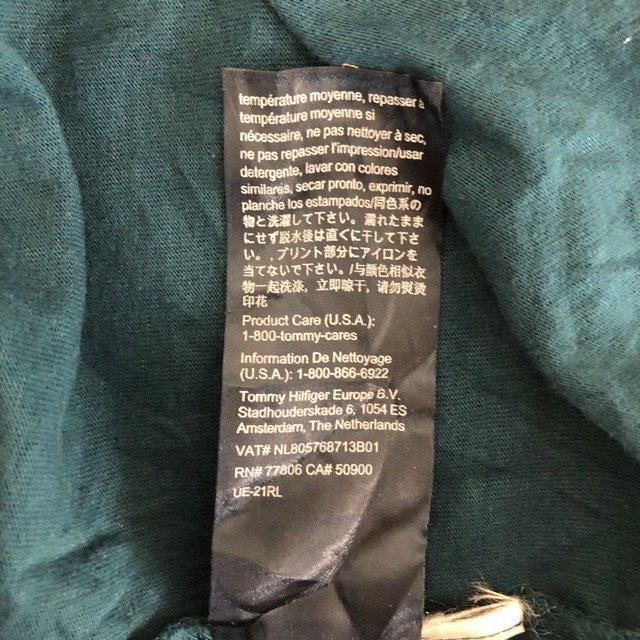 température moyenne, repasser à
température moyenne si
nécessaire, ne pas nettoyer à sec,
ne pas repasser l'impression/usar
detergente, lavar con colores
similares, secar pronto, exprimir, no
planche los estampados/同色系の
物と洗濯して下さい。濡れたまま
にせず脱水後は直ぐに干して下さ
い。.プリント部分にアイロンを
当てないで下さい。/与颜色相似衣
物一起洗涤, 立即晾干, 请勿熨烫
印花
Product Care (U.S.A.):
1-800-tommy-cares
Information De Nettoyage
(U.S.A.): 1-800-866-6922
Tommy Hilfiger Europe B.V.
Stadhouderskade 6, 1054 ES
Amsterdam, The Netherlands
VAT# NL805768713B01
RN# 77806 CA# 50900
UE-21RL